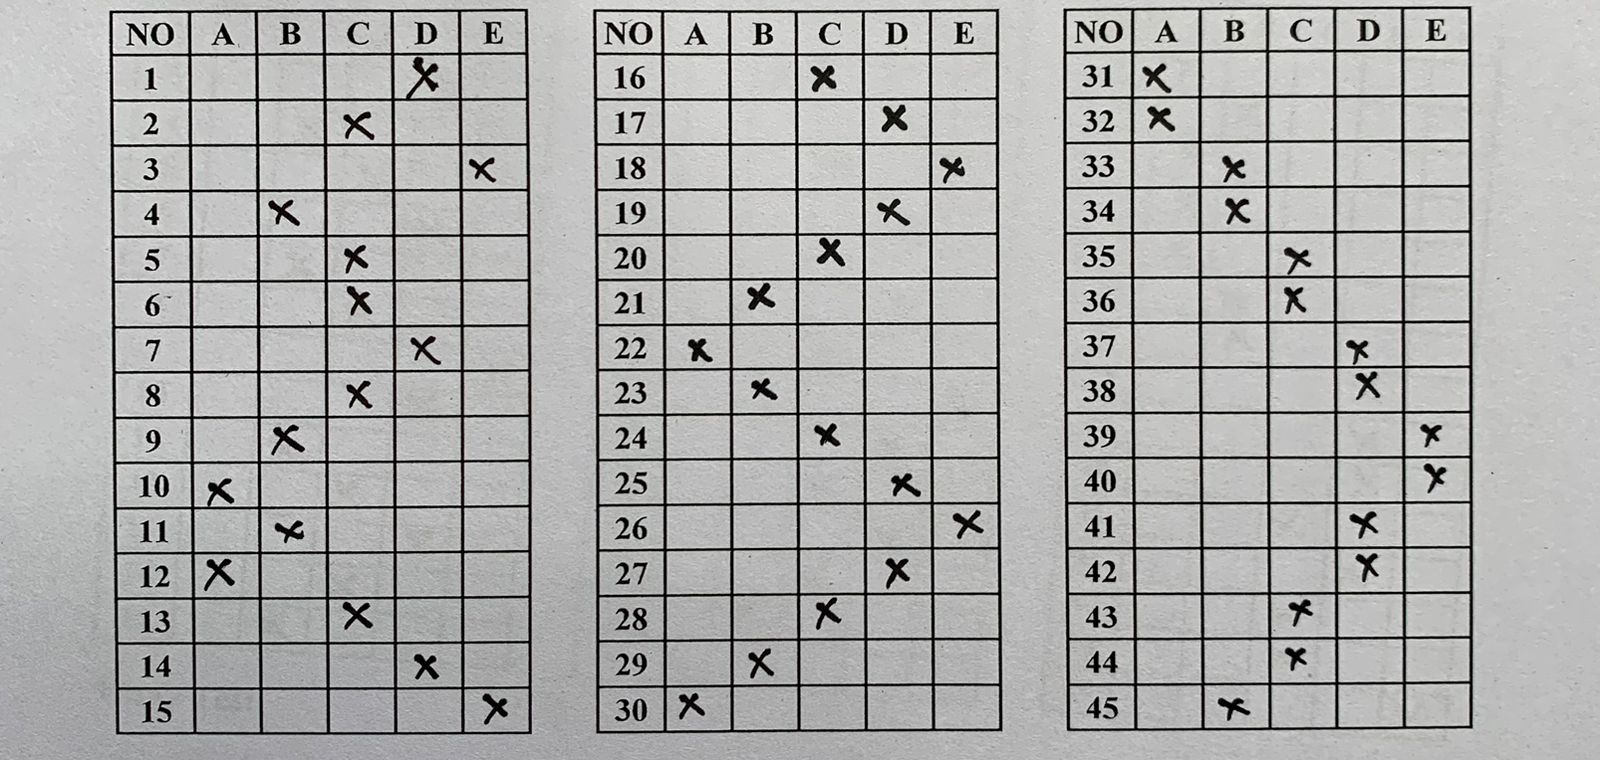 NO A B C D E
1 X
2 X
3 X
4 X
5 X
6 X
7 X
8 X
9 X
10 X
11 X
12 X
13 X
14 X
15 X
NO A B C D E
16 X
17 X
18 X
19 X
20 X
21 X
22 X
23 X
24 X
25 X
26 X
27 X
28 X
29 X
30 X
NO A B C D E
31 X
32 X
33 X
34 X
35 X
36 X
37 X
38 X
39 X
40 X
41 X
42 X
43 X
44 X
45 X